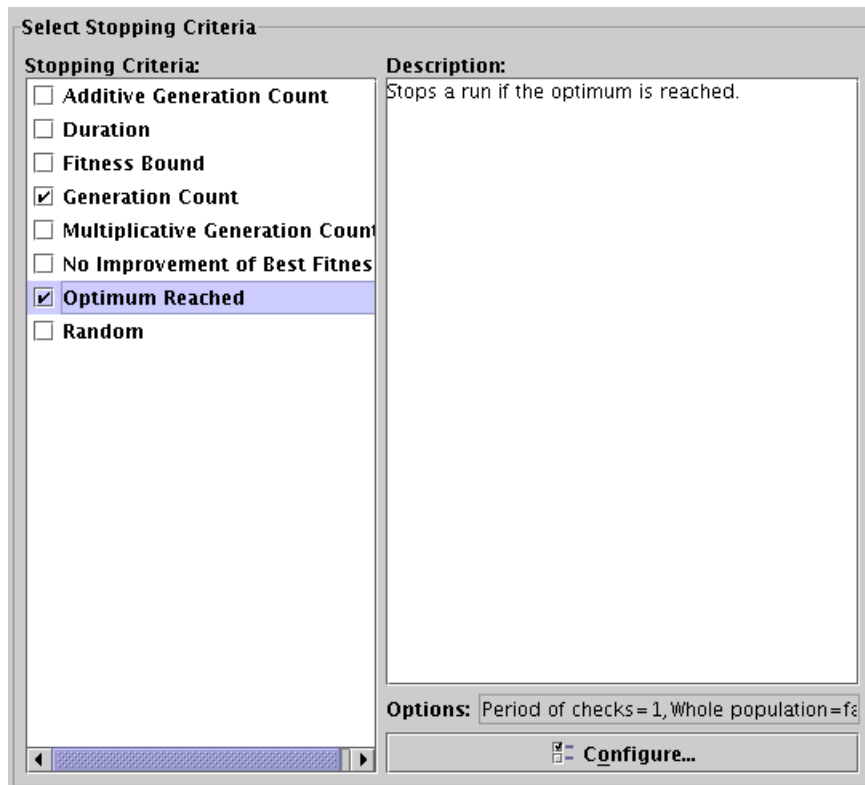 Select Stopping Criteria
Stopping Criteria:
Additive Generation Count
Duration
Fitness Bound
Generation Count
Multiplicative Generation Count
No Improvement of Best Fitnes
Optimum Reached
Random
Description:
Stops a run if the optimum is reached.
Options: Period of checks=1,Whole population=fa
Configure...